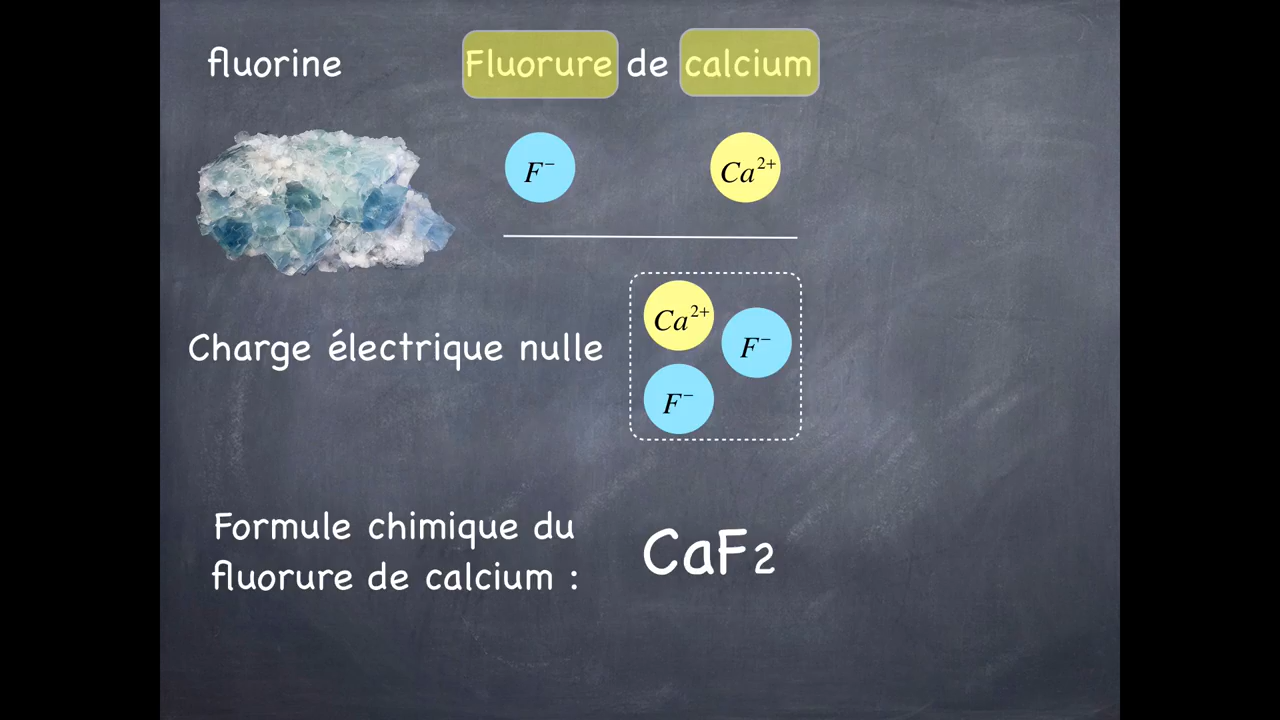 fluorine
Fluorure de calcium
F⁻
Ca²⁺
Charge électrique nulle
Ca²⁺
F⁻
F⁻
Formule chimique du
fluorure de calcium :
CaF₂